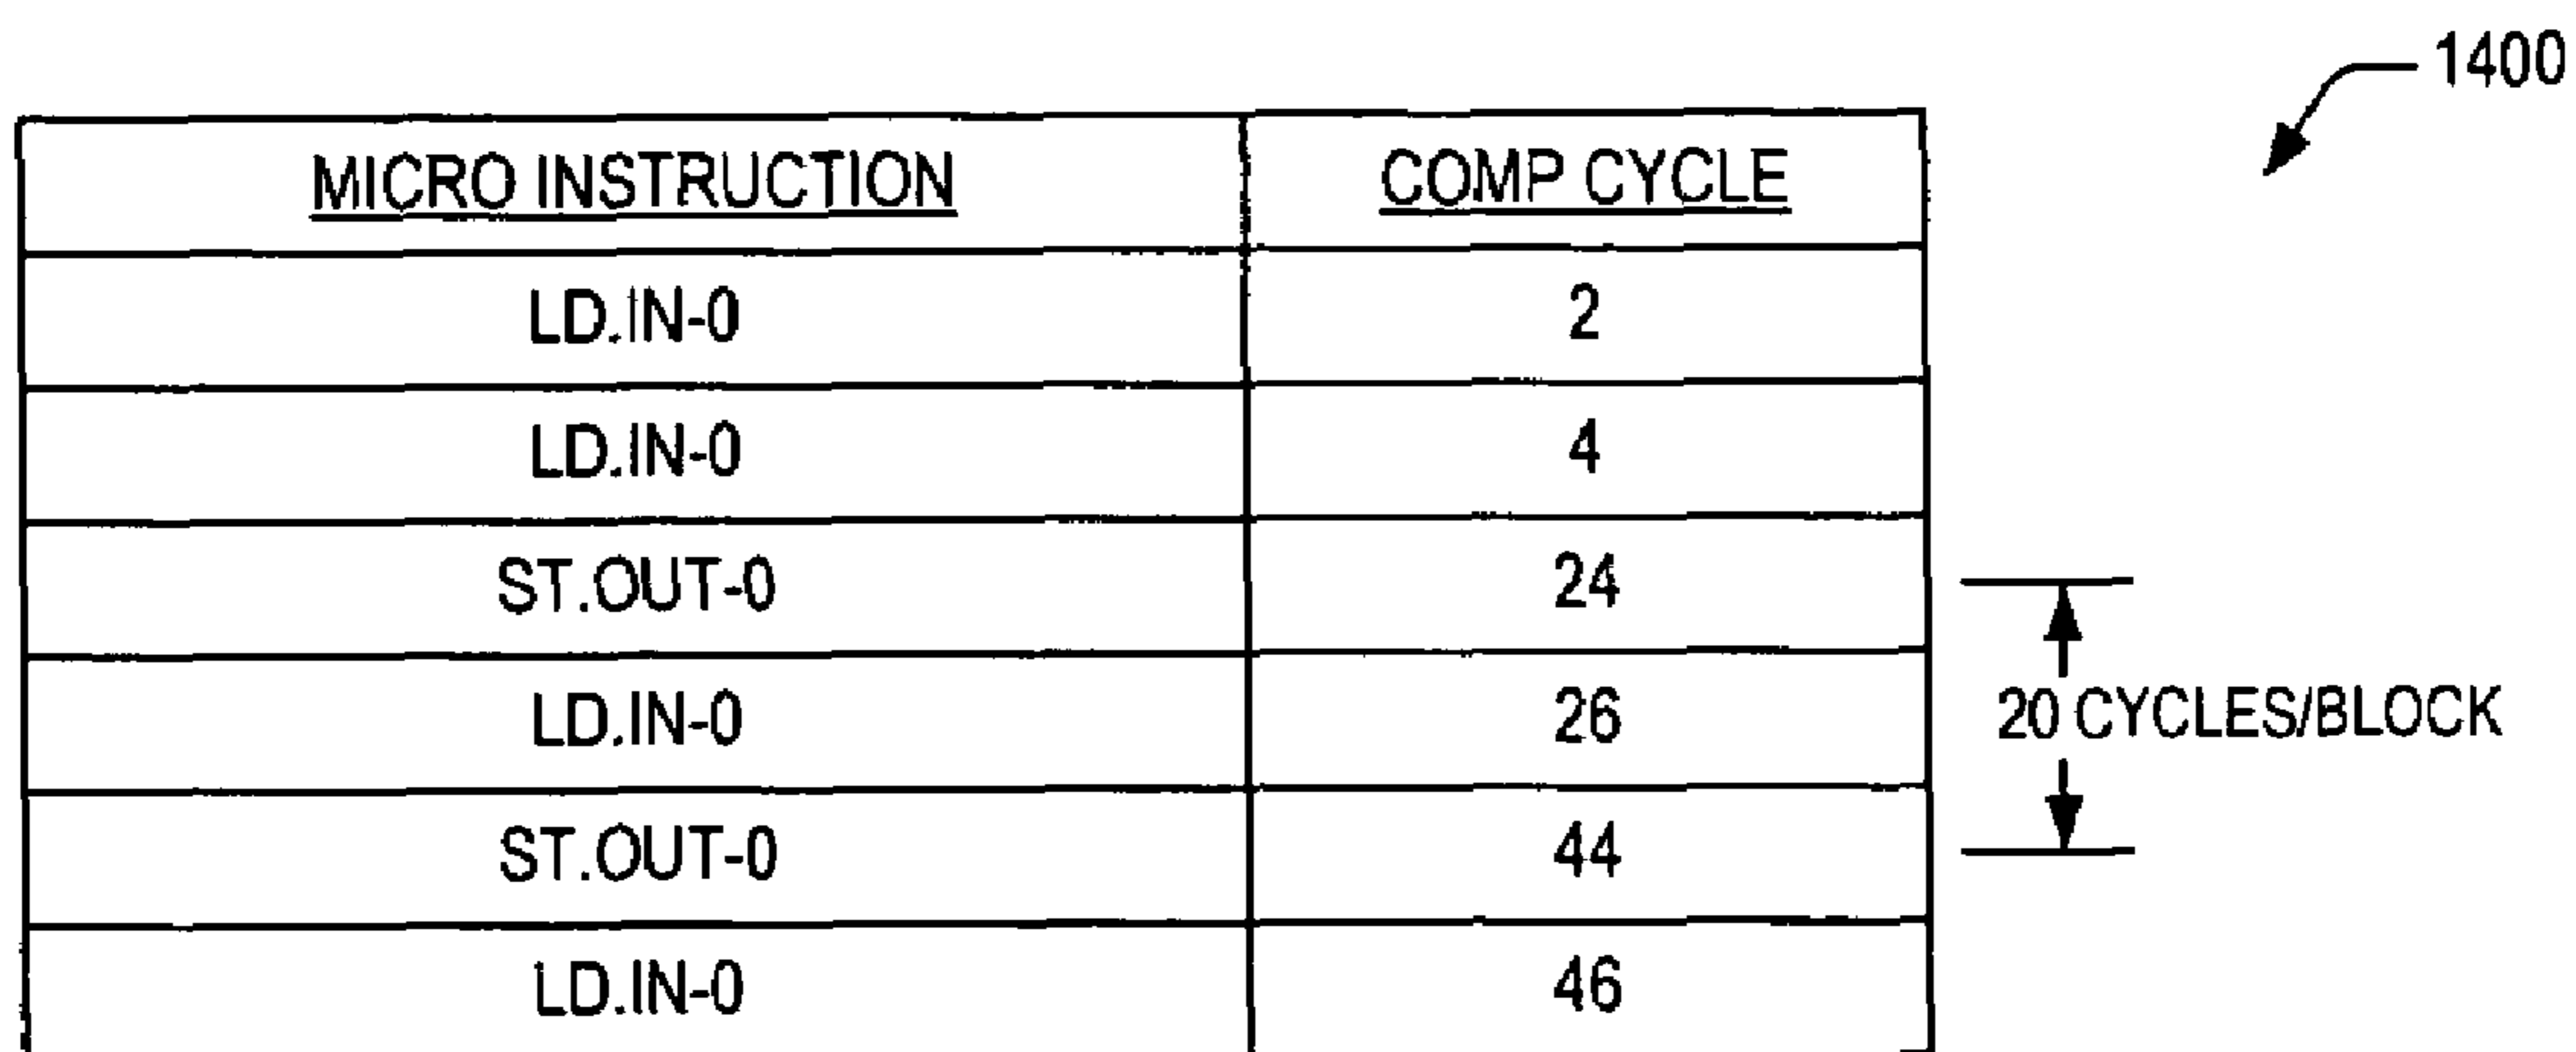 1400
MICRO INSTRUCTION COMP CYCLE
LD.IN-0 2
LD.IN-0 4
ST.OUT-0 24
LD.IN-0 26
20 CYCLES/BLOCK
ST.OUT-0 44
LD.IN-0 46